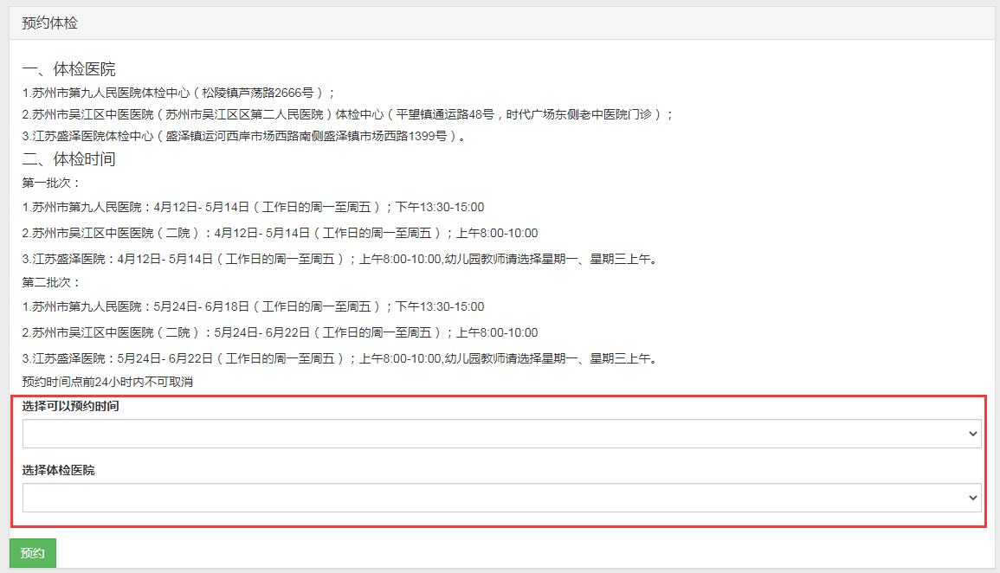 预约体检
一、体检医院
1.苏州市第九人民医院体检中心（松陵镇芦荡路2666号）；
2.苏州市吴江区中医医院（苏州市吴江区区第二人民医院）体检中心（平望镇通运路48号，时代广场东侧老中医院门诊）；
3.江苏盛泽医院体检中心（盛泽镇运河西岸市场西路南侧盛泽镇市场西路1399号）。
二、体检时间
第一批次：
1.苏州市第九人民医院：4月12日- 5月14日（工作日的周一至周五）；下午13:30-15:00
2.苏州市吴江区中医医院（二院）：4月12日- 5月14日（工作日的周一至周五）；上午8:00-10:00
3.江苏盛泽医院：4月12日- 5月14日（工作日的周一至周五）；上午8:00-10:00,幼儿园教师请选择星期一、星期三上午。
第二批次：
1.苏州市第九人民医院：5月24日- 6月18日（工作日的周一至周五）；下午13:30-15:00
2.苏州市吴江区中医医院（二院）：5月24日- 6月22日（工作日的周一至周五）；上午8:00-10:00
3.江苏盛泽医院：5月24日- 6月22日（工作日的周一至周五）；上午8:00-10:00,幼儿园教师请选择星期一、星期三上午。
预约时间点前24小时内不可取消
选择可以预约时间
选择体检医院
预约